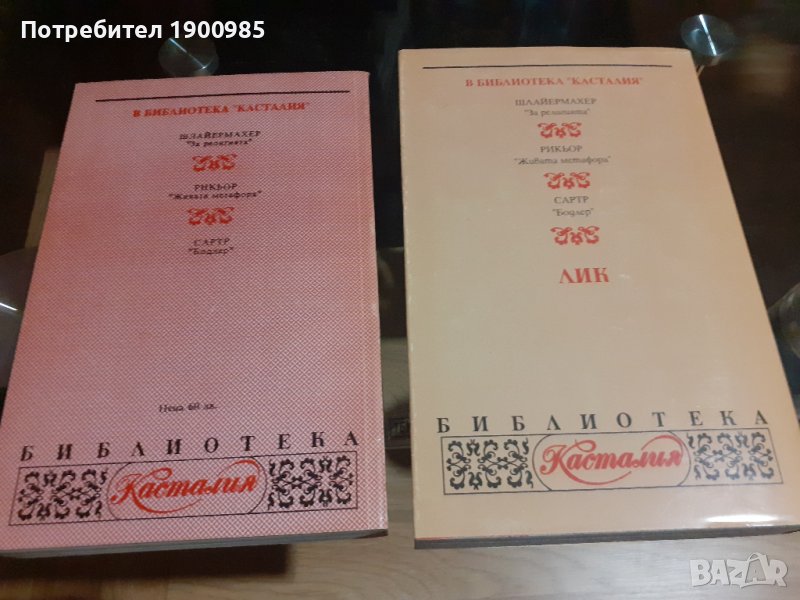 Потребител 1900985
В БИБЛИОТЕКА "КАСТАЛИЯ"
ШЛАЙЕРМАХЕР
"За религията"
РИКЬОР
"Живата метафора"
САРТР
"Бодлер"
Цена 60 лв.
БИБЛИОТЕКА
Касталия
В БИБЛИОТЕКА "КАСТАЛИЯ"
ШЛАЙЕРМАХЕР
"За религията"
РИКЬОР
"Живата метафора"
САРТР
"Бодлер"
ЛИК
БИБЛИОТЕКА
Касталия
BAZAR